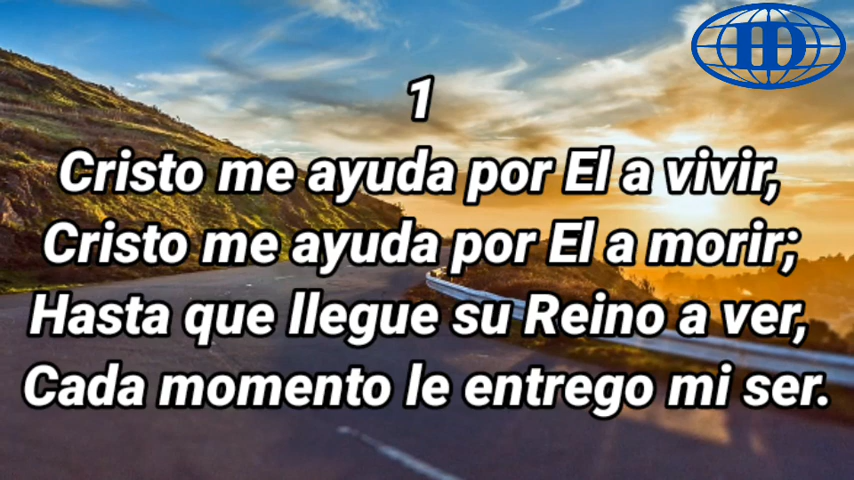 1
Cristo me ayuda por El a vivir,
Cristo me ayuda por El a morir;
Hasta que llegue su Reino a ver,
Cada momento le entrego mi ser.